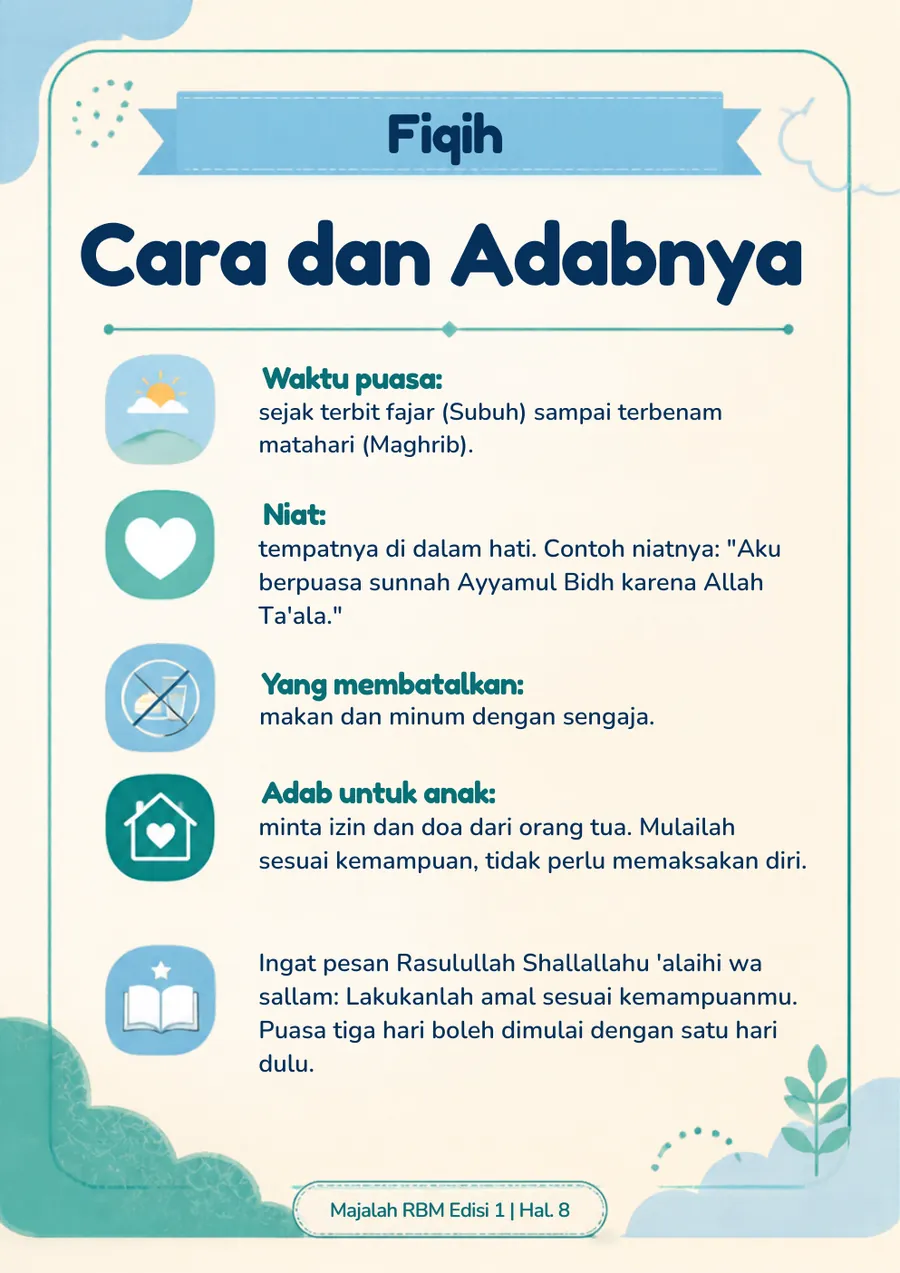 Fiqih
Cara dan Adabnya
Waktu puasa:
sejak terbit fajar (Subuh) sampai terbenam
matahari (Maghrib).
Niat:
tempatnya di dalam hati. Contoh niatnya: "Aku
berpuasa sunnah Ayyamul Bidh karena Allah
Ta'ala."
Yang membatalkan:
makan dan minum dengan sengaja.
Adab untuk anak:
minta izin dan doa dari orang tua. Mulailah
sesuai kemampuan, tidak perlu memaksakan diri.
Ingat pesan Rasulullah Shallallahu 'alaihi wa
sallam: Lakukanlah amal sesuai kemampuanmu.
Puasa tiga hari boleh dimulai dengan satu hari
dulu.
Majalah RBM Edisi 1 | Hal. 8